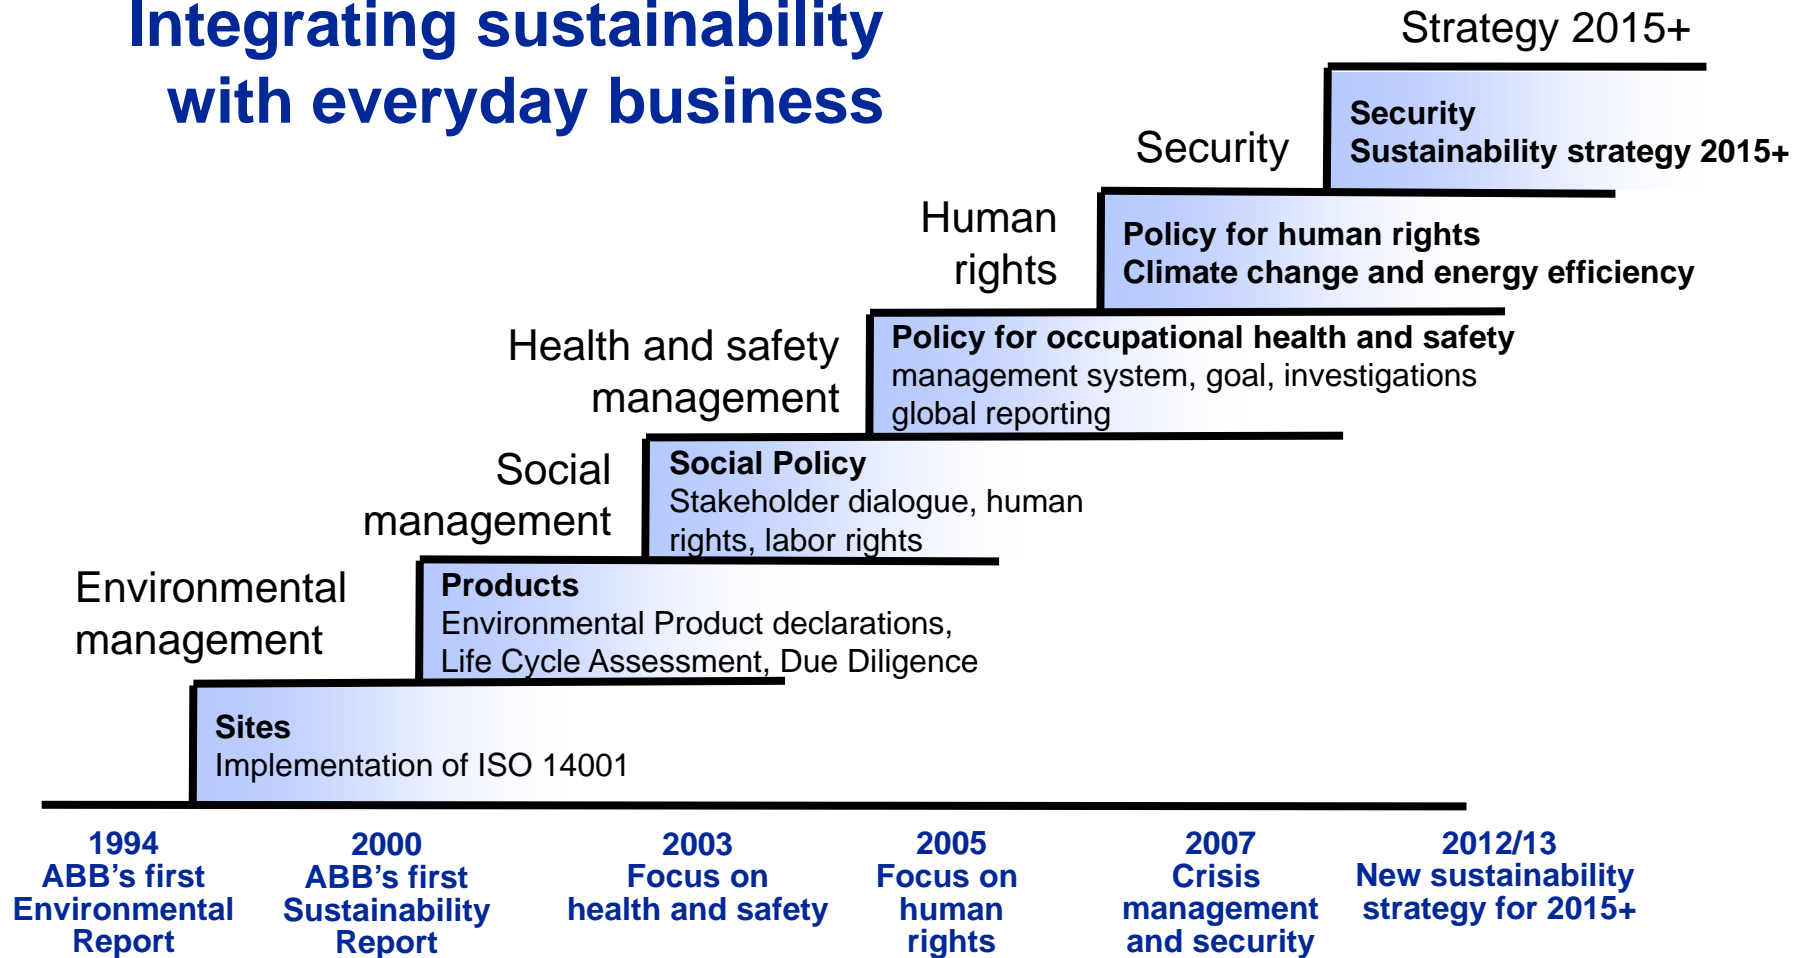 Integrating sustainability
with everyday business
Strategy 2015+
Security
Sustainability strategy 2015+
Security
Policy for human rights
Climate change and energy efficiency
Human
rights
Policy for occupational health and safety
management system, goal, investigations
global reporting
Health and safety
management
Social Policy
Stakeholder dialogue, human
rights, labor rights
Social
management
Products
Environmental Product declarations,
Life Cycle Assessment, Due Diligence
Environmental
management
Sites
Implementation of ISO 14001
1994
ABB's first
Environmental
Report
2000
ABB's first
Sustainability
Report
2003
Focus on
health and safety
2005
Focus on
human
rights
2007
Crisis
management
and security
2012/13
New sustainability
strategy for 2015+